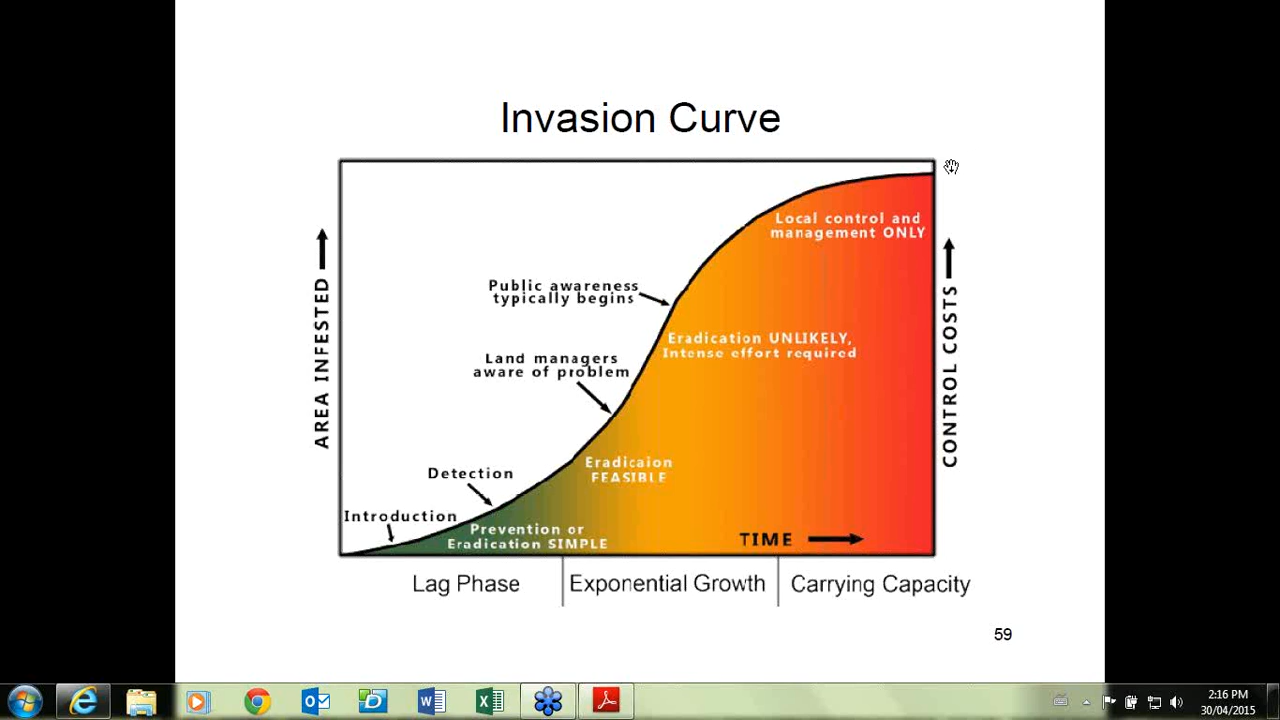 Invasion Curve
AREA INFESTED
CONTROL COSTS
Local control and
management ONLY
Public awareness
typically begins
Eradication UNLIKELY,
Intense effort required
Land managers
aware of problem
Eradicaion
FEASIBLE
Detection
Introduction
Prevention or
Eradication SIMPLE
TIME
Lag Phase
Exponential Growth
Carrying Capacity
59
2:16 PM
30/04/2015